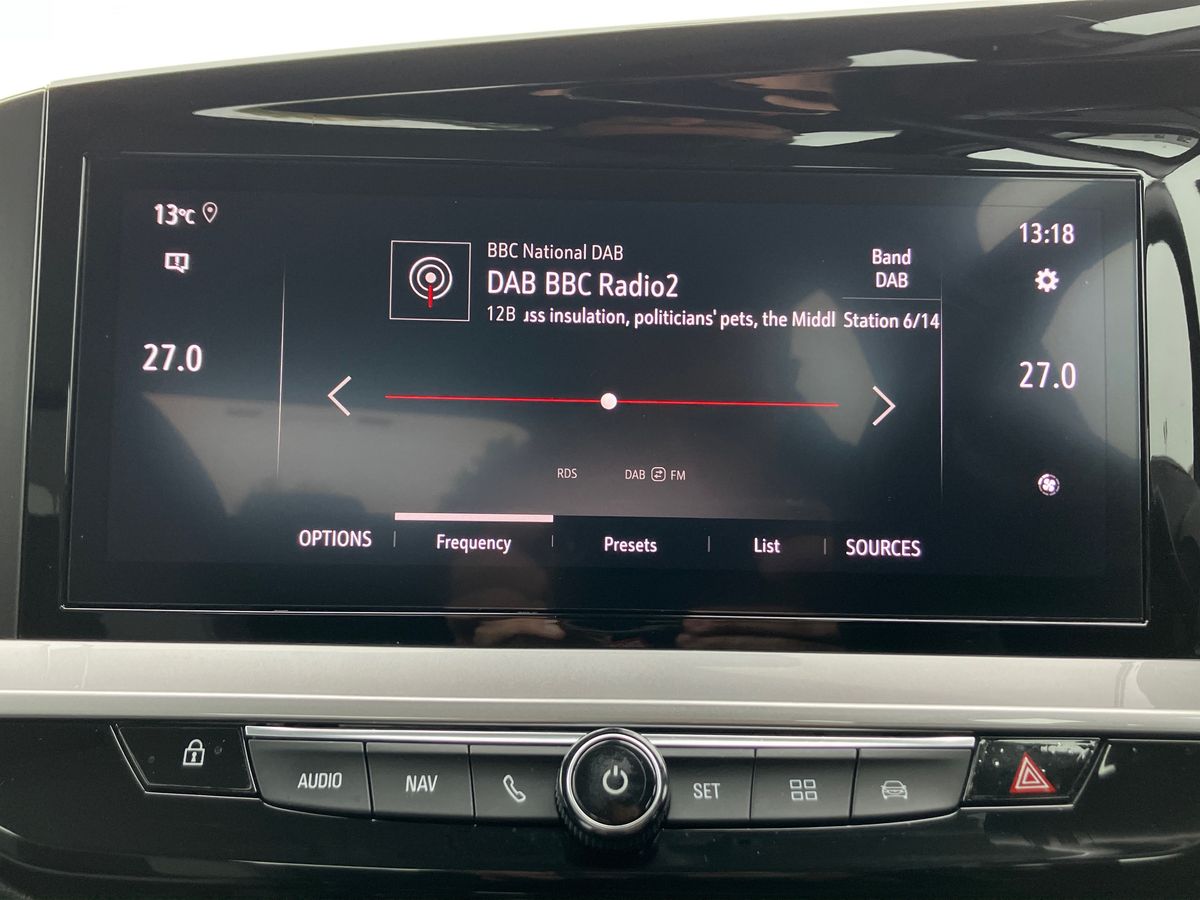 13°C
13:18
BBC National DAB
DAB BBC Radio2
12B uss insulation, politicians' pets, the Middl
Band
DAB
Station 6/14
27.0
27.0
RDS
DAB FM
OPTIONS
Frequency
Presets
List
SOURCES
AUDIO
NAV
SET